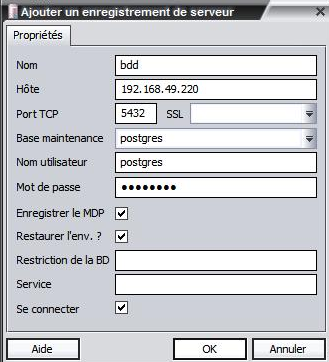 Ajouter un enregistrement de serveur
Propriétés
Nom bdd
Hôte 192.168.49.220
Port TCP 5432 SSL
Base maintenance postgres
Nom utilisateur postgres
Mot de passe ●●●●●●●●
Enregistrer le MDP
Restaurer l'env. ?
Restriction de la BD
Service
Se connecter
Aide OK Annuler